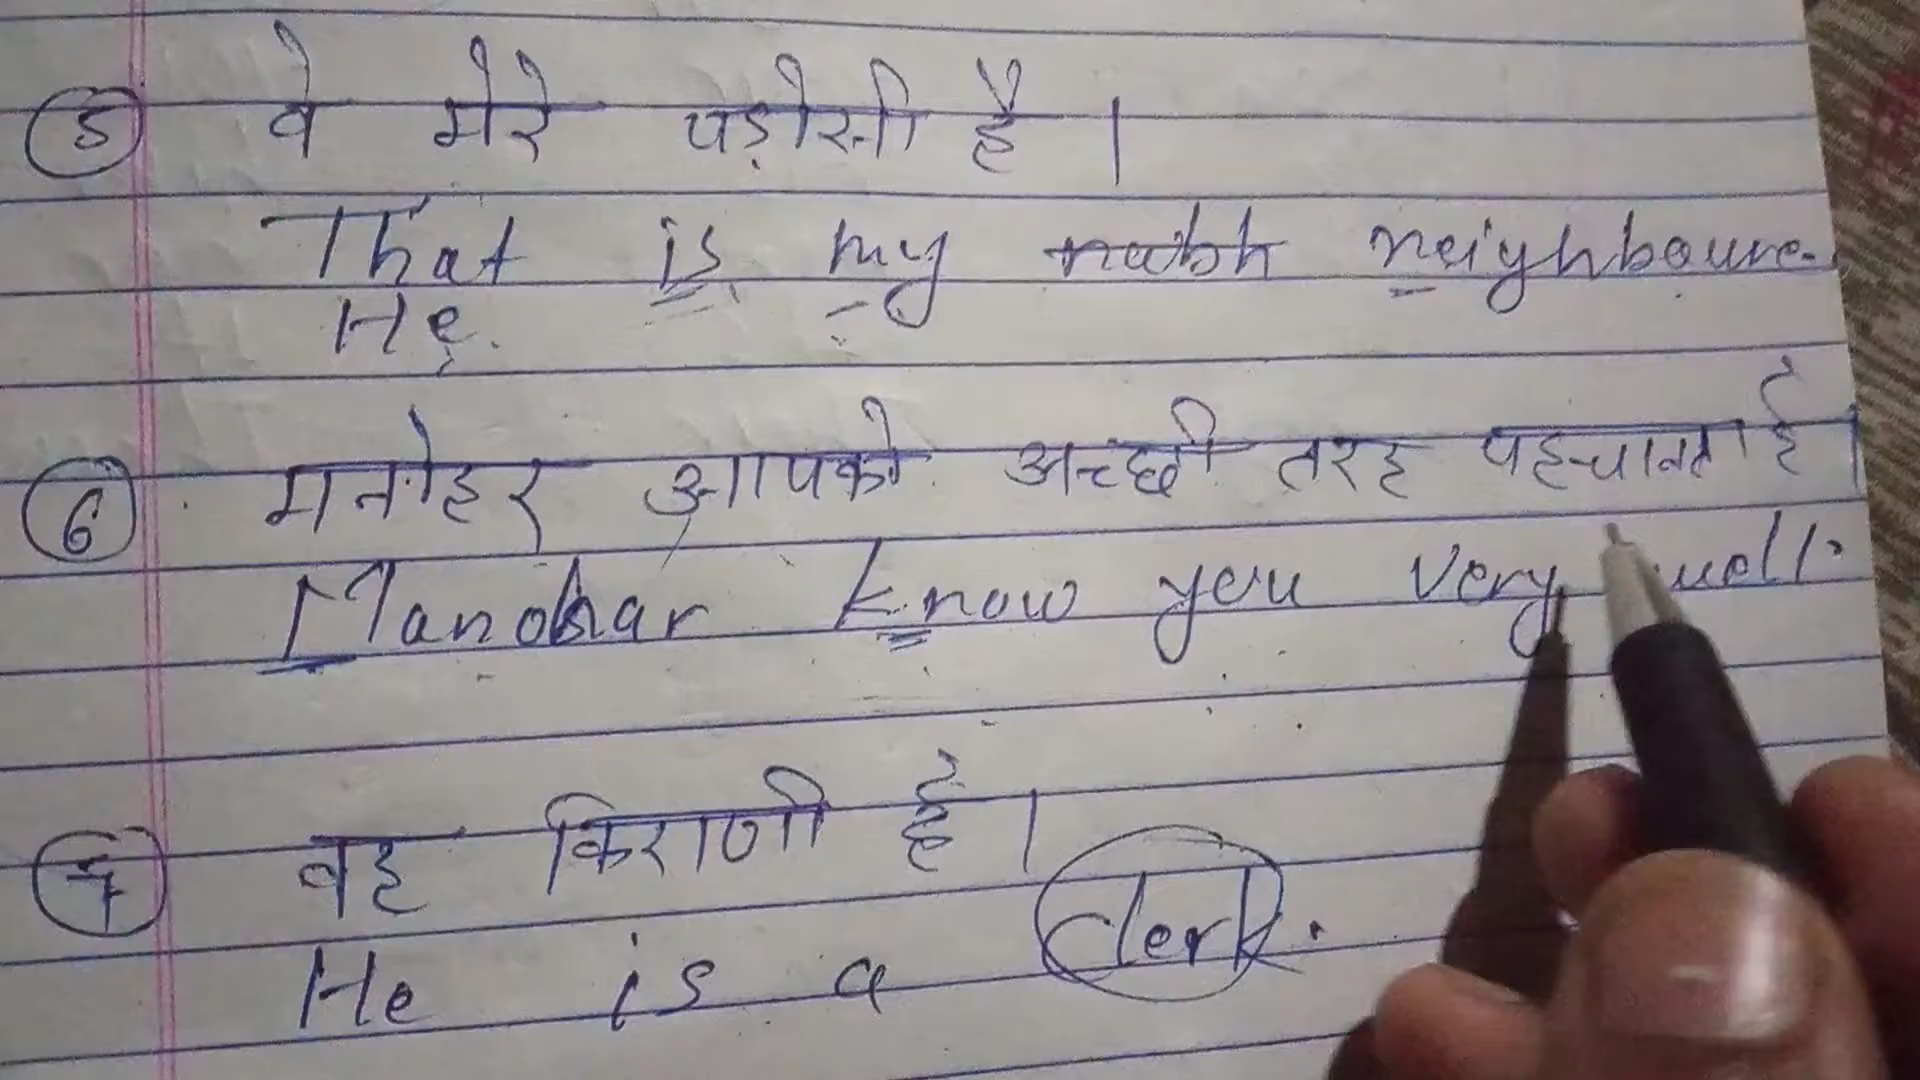 5 वे मेरे पड़ोसी हैं ।
That is my nabh neighboure.
He.
6 मनोहर आपको अच्छी तरह पहचानता है ।
Manohar know you very well.
7 वह किराणी है ।
He is a clerk.